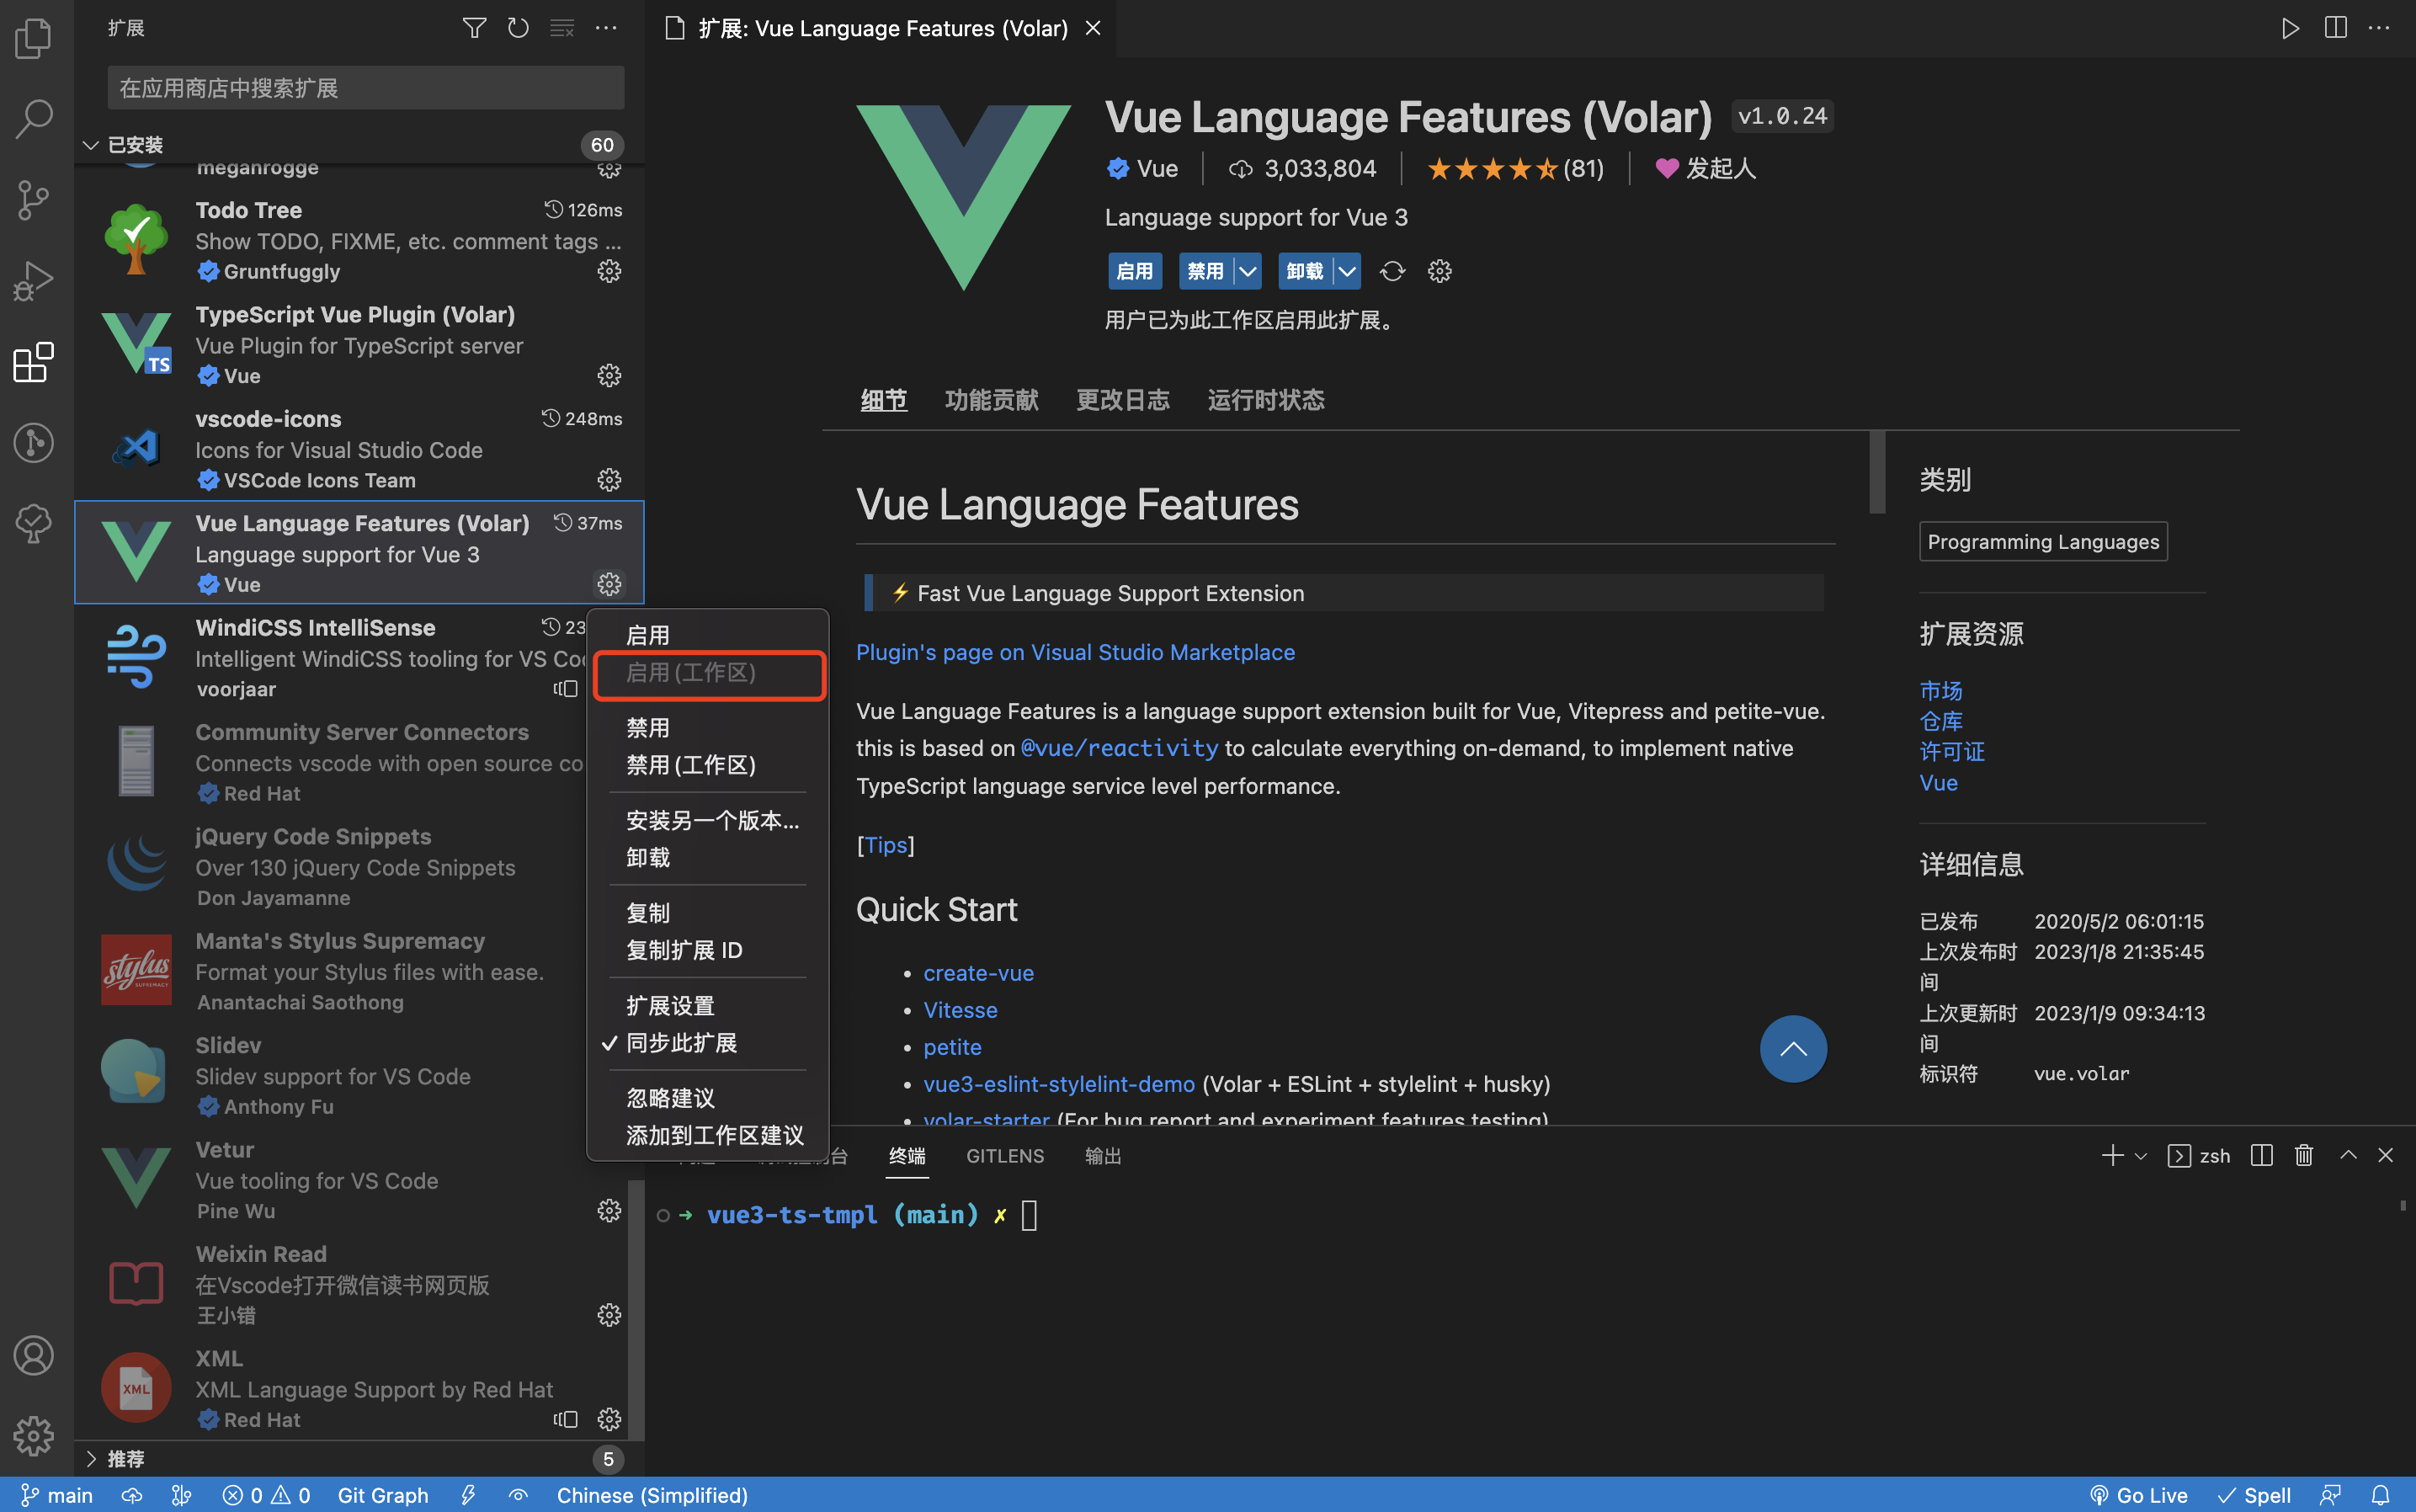 扩展
在应用商店中搜索扩展
已安装
60
meganrogge
Todo Tree
126ms
Show TODO, FIXME, etc. comment tags ...
Gruntfuggly
TypeScript Vue Plugin (Volar)
Vue Plugin for TypeScript server
TS
Vue
vscode-icons
248ms
Icons for Visual Studio Code
VSCode Icons Team
Vue Language Features (Volar)
37ms
Language support for Vue 3
Vue
WindiCSS IntelliSense
23
Intelligent WindiCSS tooling for VS Co
voorjaar
Community Server Connectors
Connects vscode with open source co
Red Hat
jQuery Code Snippets
Over 130 jQuery Code Snippets
Don Jayamanne
Manta's Stylus Supremacy
stylus
SUPREMACY
Format your Stylus files with ease.
Anantachai Saothong
Slidev
Slidev support for VS Code
Anthony Fu
Vetur
Vue tooling for VS Code
Pine Wu
Weixin Read
在Vscode打开微信读书网页版
王小错
XML
XML
XML Language Support by Red Hat
Red Hat
推荐
5
启用
启用 (工作区)
禁用
禁用 (工作区)
安装另一个版本...
卸载
复制
复制扩展 ID
扩展设置
同步此扩展
忽略建议
添加到工作区建议
扩展: Vue Language Features (Volar)
Vue Language Features (Volar)
v1.0.24
Vue
3,033,804
(81)
发起人
Language support for Vue 3
启用
禁用
卸载
用户已为此工作区启用此扩展。
细节
功能贡献
更改日志
运行时状态
Vue Language Features
⚡ Fast Vue Language Support Extension
Plugin's page on Visual Studio Marketplace
Vue Language Features is a language support extension built for Vue, Vitepress and petite-vue.
this is based on @vue/reactivity to calculate everything on-demand, to implement native
TypeScript language service level performance.
[Tips]
Quick Start
• create-vue
• Vitesse
• petite
• vue3-eslint-stylelint-demo (Volar + ESLint + stylelint + husky)
• volar-starter (For bug report and experiment features testing)
类别
Programming Languages
扩展资源
市场
仓库
许可证
Vue
详细信息
已发布 2020/5/2 06:01:15
上次发布时 2023/1/8 21:35:45
间
上次更新时 2023/1/9 09:34:13
间
标识符 vue.volar
台
终端
GITLENS
输出
zsh
➜ vue3-ts-tmpl (main) ✗
main
0
0
Git Graph
Chinese (Simplified)
Go Live
Spell